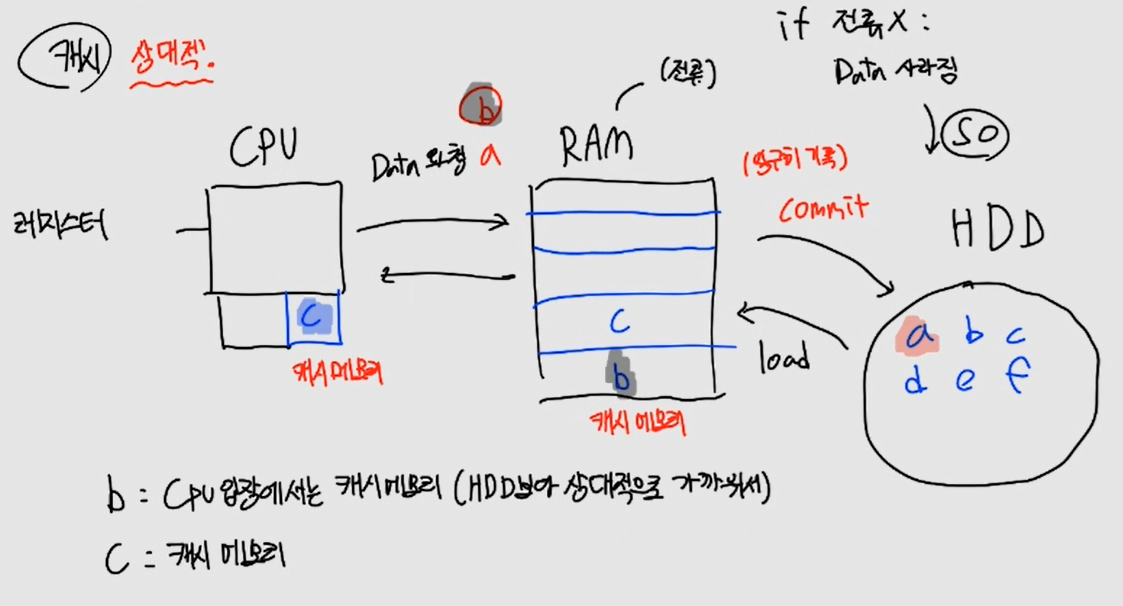 캐시 상대적.
if 전류X:
Data 사라짐
(전류)
b
CPU
Data 요청 a
RAM
SO
(영구히 기록)
commit
레지스터
HDD
C
C
a b c
d e f
load
b
캐시 메모리
캐시 메모리
b = CPU 입장에서는 캐시메모리 (HDD보다 상대적으로 가까워서)
C = 캐시 메모리